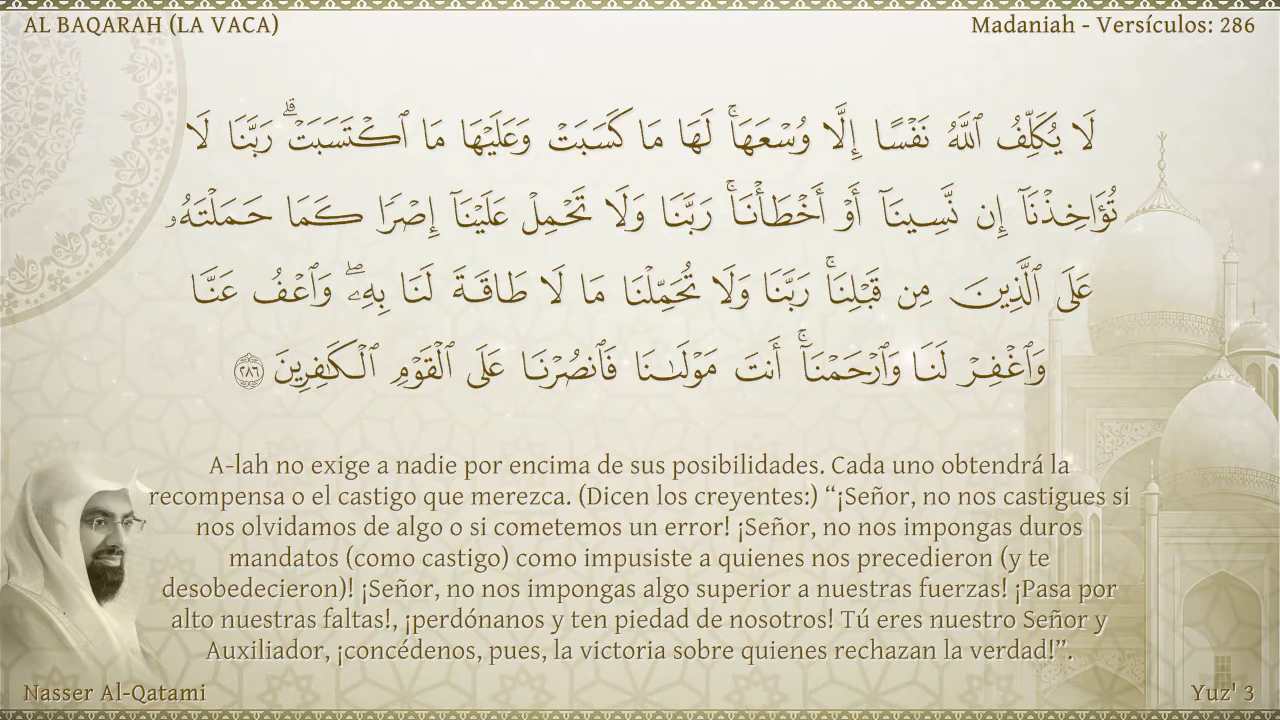 AL BAQARAH (LA VACA)
Madaniah - Versículos: 286
لَا يُكَلِّفُ ٱللَّهُ نَفْسًا إِلَّا وُسْعَهَا ۚ لَهَا مَا كَسَبَتْ وَعَلَيْهَا مَا ٱكْتَسَبَتْ ۗ رَبَّنَا لَا
تُؤَاخِذْنَآ إِن نَّسِينَآ أَوْ أَخْطَأْنَا ۚ رَبَّنَا وَلَا تَحْمِلْ عَلَيْنَآ إِصْرًا كَمَا حَمَلْتَهُۥ
عَلَى ٱلَّذِينَ مِن قَبْلِنَا ۚ رَبَّنَا وَلَا تُحَمِّلْنَا مَا لَا طَاقَةَ لَنَا بِهِۦ ۖ وَٱعْفُ عَنَّا
وَٱغْفِرْ لَنَا وَٱرْحَمْنَآ ۚ أَنتَ مَوْلَىٰنَا فَٱنصُرْنَا عَلَى ٱلْقَوْمِ ٱلْكَـٰفِرِينَ ٢٨٦
A-lah no exige a nadie por encima de sus posibilidades. Cada uno obtendrá la
recompensa o el castigo que merezca. (Dicen los creyentes:) “¡Señor, no nos castigues si
nos olvidamos de algo o si cometemos un error! ¡Señor, no nos impongas duros
mandatos (como castigo) como impusiste a quienes nos precedieron (y te
desobedecieron)! ¡Señor, no nos impongas algo superior a nuestras fuerzas! ¡Pasa por
alto nuestras faltas!, ¡perdónanos y ten piedad de nosotros! Tú eres nuestro Señor y
Auxiliador, ¡concédenos, pues, la victoria sobre quienes rechazan la verdad!”.
Nasser Al-Qatami
Yuz' 3